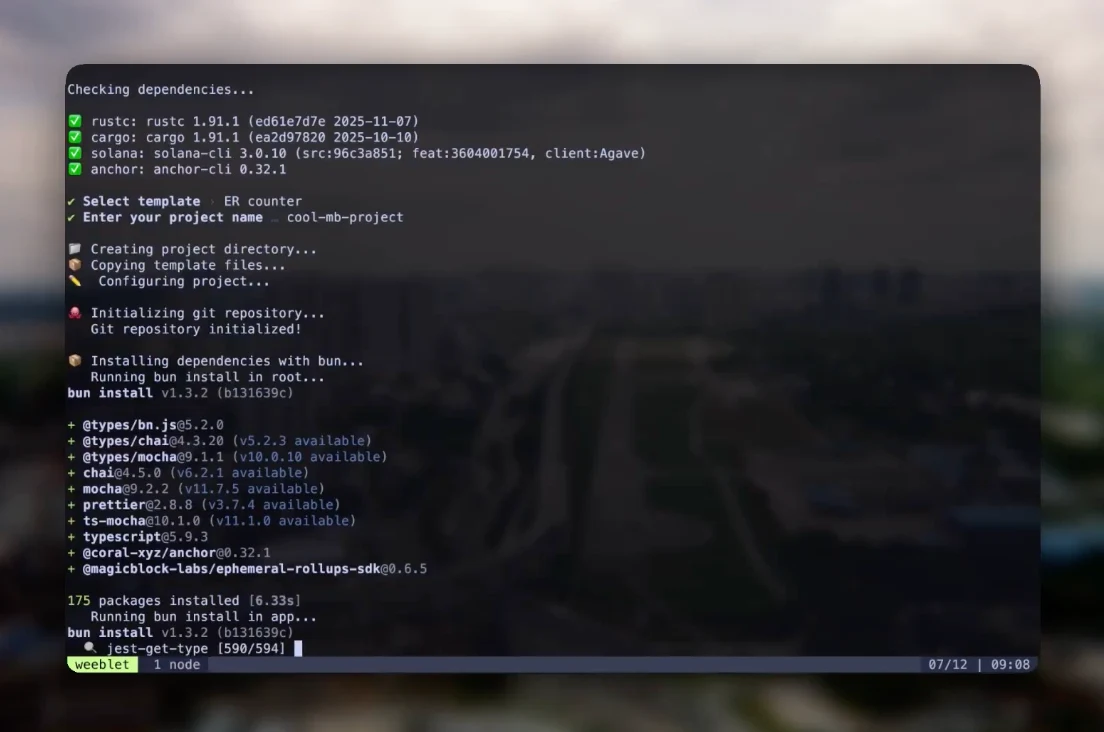 Checking dependencies...
✅ rustc: rustc 1.91.1 (ed61e7d7e 2025-11-07)
✅ cargo: cargo 1.91.1 (ea2d97820 2025-10-10)
✅ solana: solana-cli 3.0.10 (src:96c3a851; feat:3604001754, client:Agave)
✅ anchor: anchor-cli 0.32.1
✔ Select template › ER counter
✔ Enter your project name … cool-mb-project
📁 Creating project directory...
📦 Copying template files...
✏️ Configuring project...
🐙 Initializing git repository...
Git repository initialized!
📦 Installing dependencies with bun...
Running bun install in root...
bun install v1.3.2 (b131639c)
+ @types/bn.js@5.2.0
+ @types/chai@4.3.20 (v5.2.3 available)
+ @types/mocha@9.1.1 (v10.0.10 available)
+ chai@4.5.0 (v6.2.1 available)
+ mocha@9.2.2 (v11.7.5 available)
+ prettier@2.8.8 (v3.7.4 available)
+ ts-mocha@10.1.0 (v11.1.0 available)
+ typescript@5.9.3
+ @coral-xyz/anchor@0.32.1
+ @magicblock-labs/ephemeral-rollups-sdk@0.6.5
175 packages installed [6.33s]
Running bun install in app...
bun install v1.3.2 (b131639c)
🔍 jest-get-type [590/594]
weeblet 1 node 07/12 | 09:08